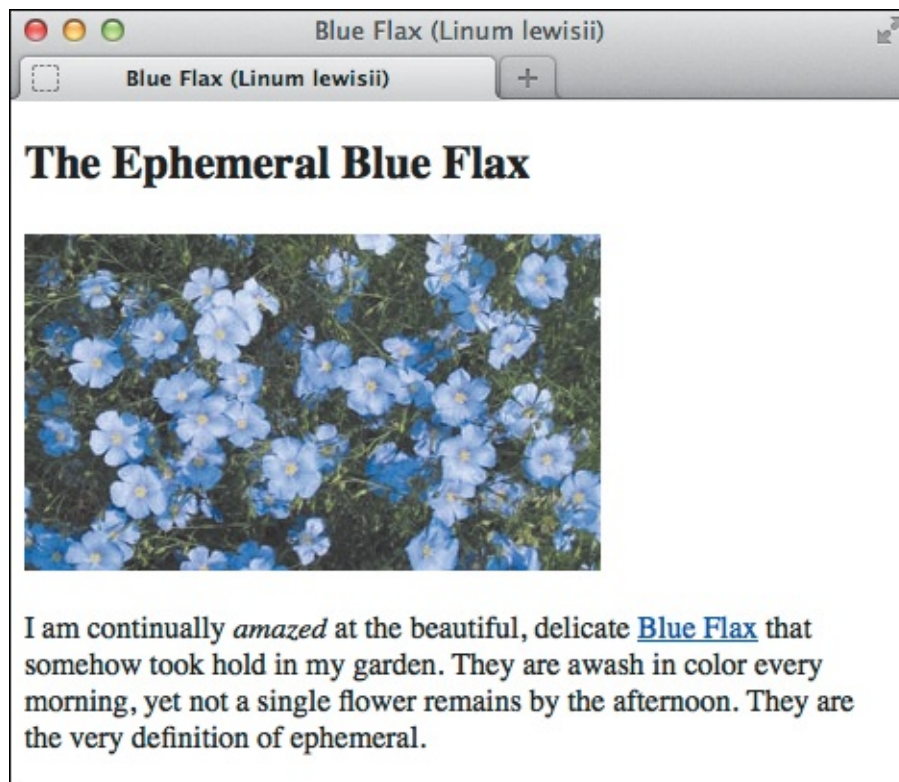 Blue Flax (Linum lewisii)
Blue Flax (Linum lewisii)
The Ephemeral Blue Flax
I am continually amazed at the beautiful, delicate Blue Flax that
somehow took hold in my garden. They are awash in color every
morning, yet not a single flower remains by the afternoon. They are
the very definition of ephemeral.